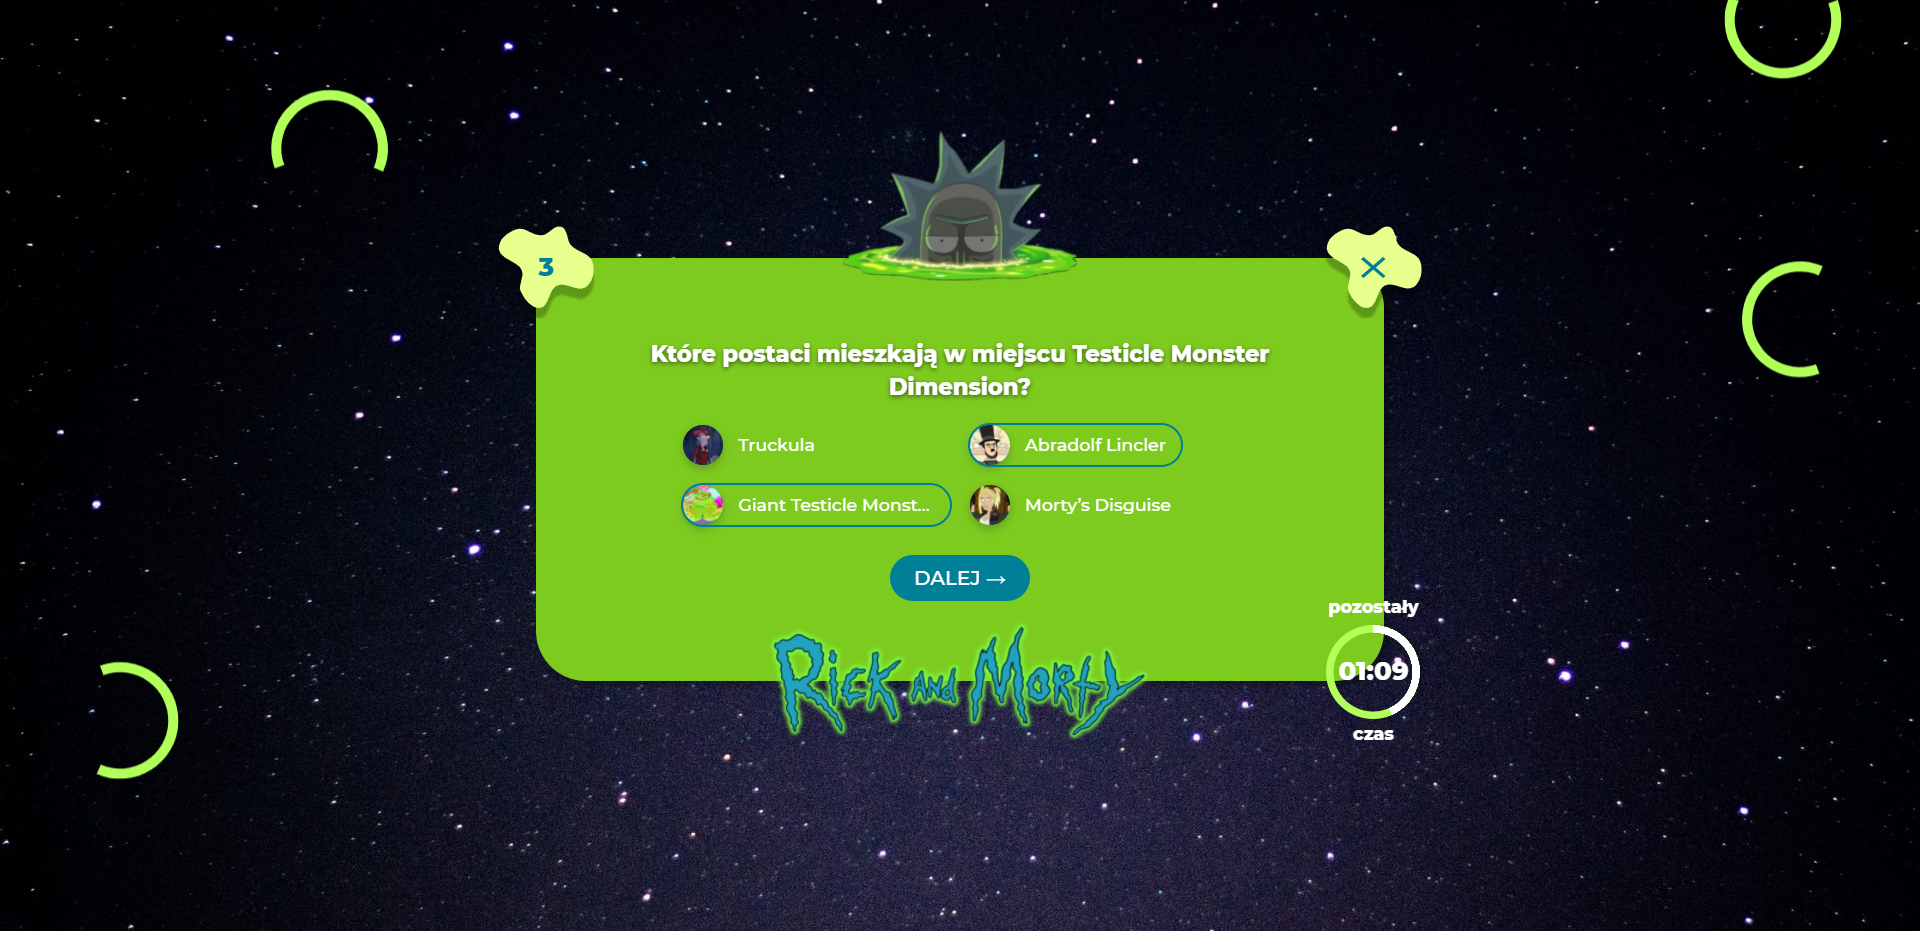 3
Które postaci mieszkają w miejscu Testicle Monster
Dimension?
Truckula
Abradolf Lincler
Giant Testicle Monst...
Morty's Disguise
DALEJ →
pozostały
01:09
czas
Rick and Morty